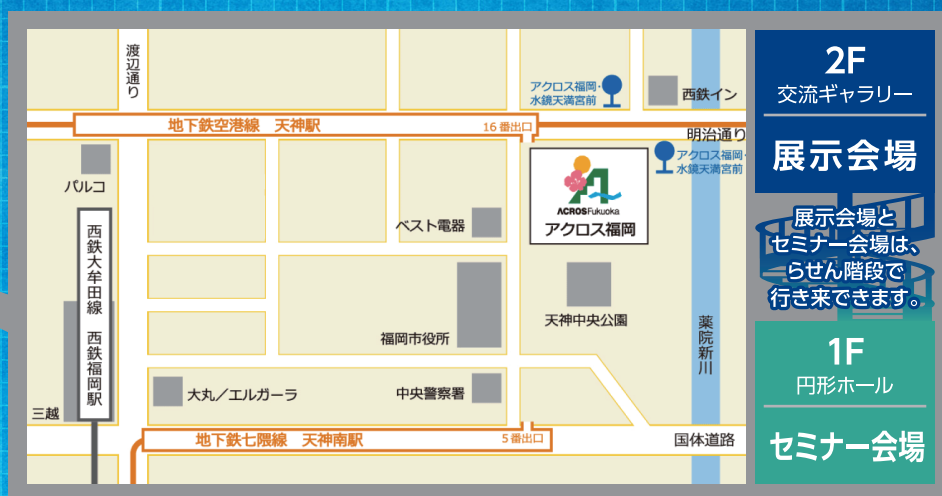 渡辺通り
アクロス福岡・
水鏡天満宮前
西鉄イン
地下鉄空港線 天神駅
16番出口
明治通り
パルコ
ACROS Fukuoka
アクロス福岡
アクロス福岡・
水鏡天満宮前
ベスト電器
西鉄大牟田線 西鉄福岡駅
天神中央公園
福岡市役所
薬院新川
三越
大丸／エルガーラ
中央警察署
地下鉄七隈線 天神南駅
5番出口
国体道路
2F
交流ギャラリー
展示会場
展示会場と
セミナー会場は、
らせん階段で
行き来できます。
1F
円形ホール
セミナー会場